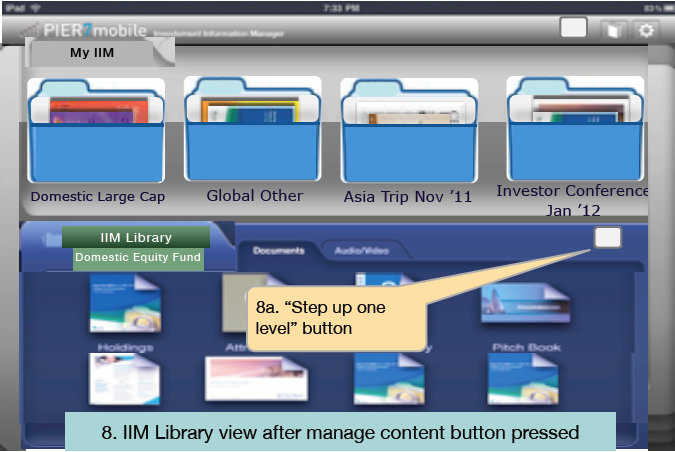 iPad 7:33 PM 83%
PIER7mobile Investement Information Manager
My IIM
Domestic Large Cap
Global Other
Asia Trip Nov ’11
Investor Conference
Jan ’12
IIM Library
Domestic Equity Fund
Documents
Audio/Video
8a. “Step up one
level” button
Holdings
Pitch Book
8. IIM Library view after manage content button pressed